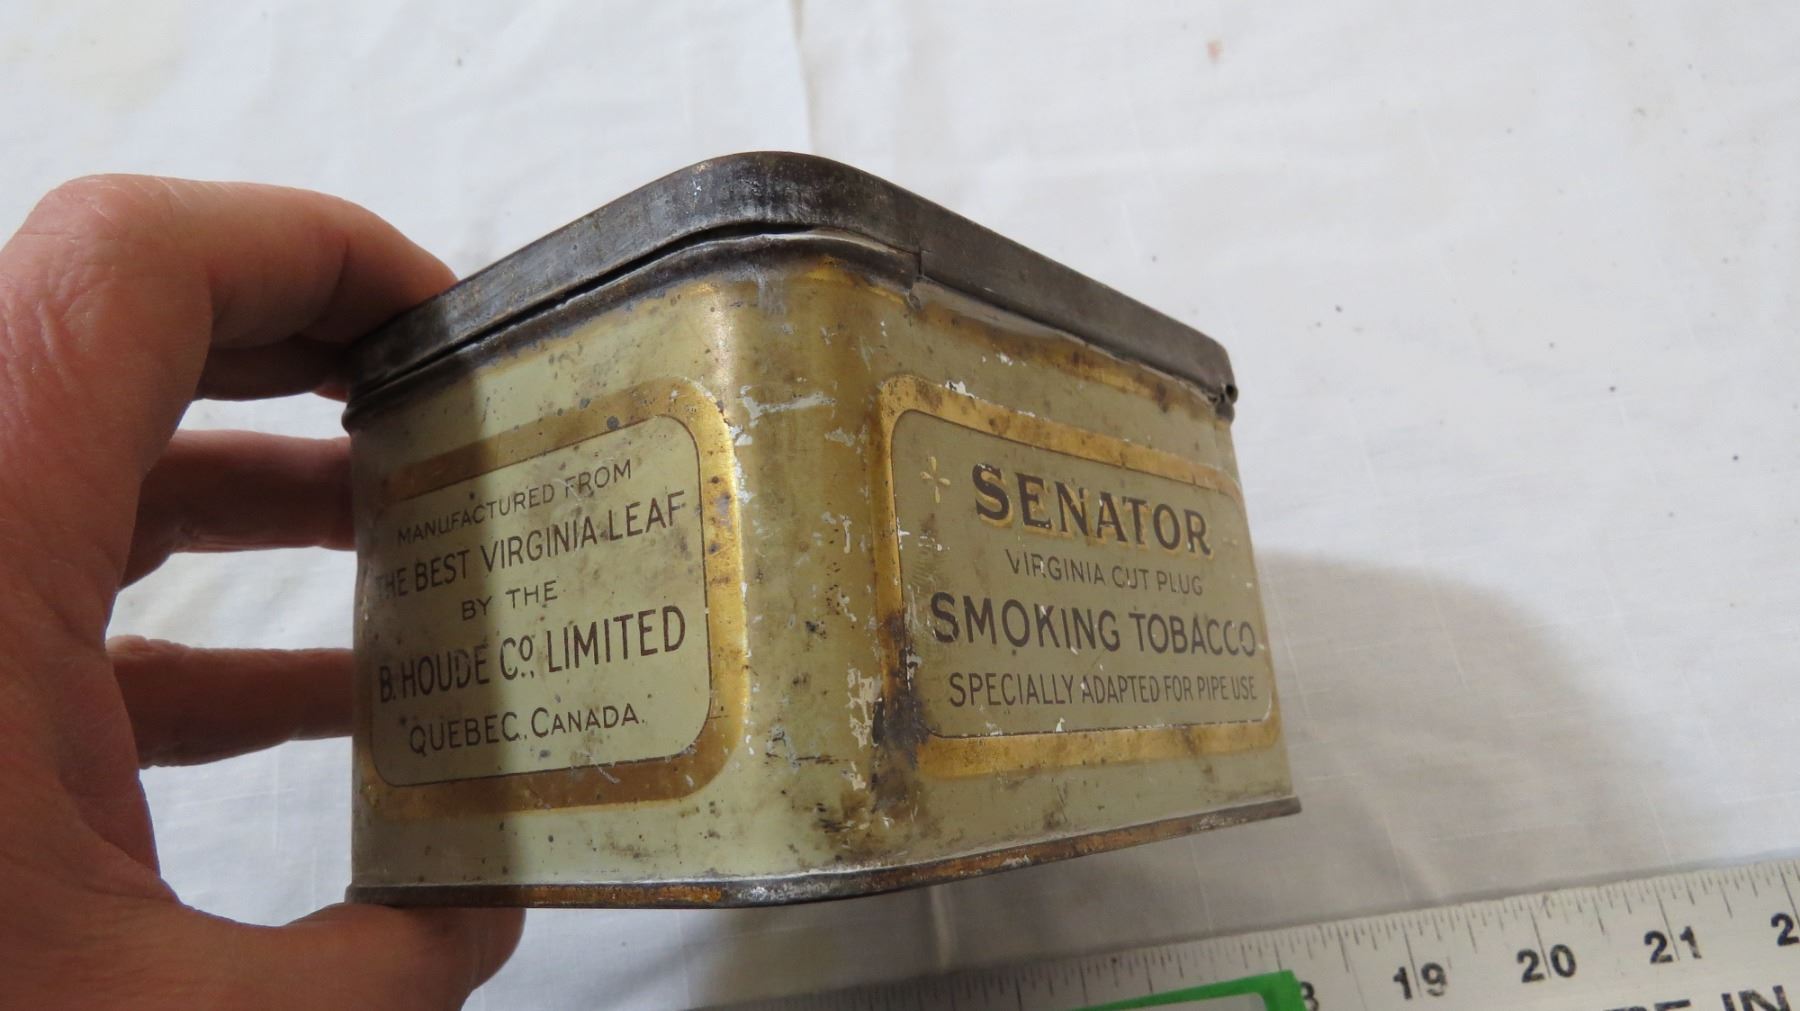 MANUFACTURED FROM
THE BEST VIRGINIA LEAF
BY THE
B. HOUDE Co., LIMITED
QUEBEC, CANADA.
SENATOR
VIRGINIA CUT PLUG
SMOKING TOBACCO
SPECIALLY ADAPTED FOR PIPE USE
19 20 21
IN